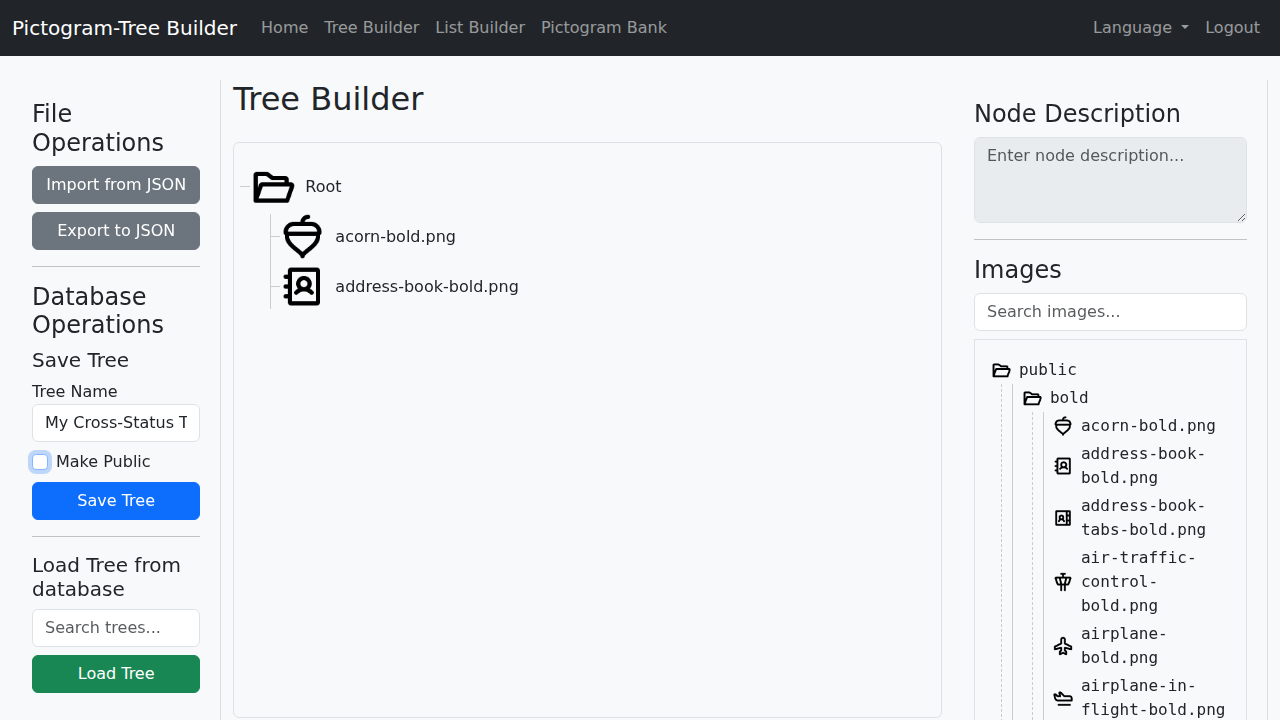 Pictogram-Tree Builder
Home
Tree Builder
List Builder
Pictogram Bank
Language
Logout
File
Operations
Import from JSON
Export to JSON
Database
Operations
Save Tree
Tree Name
My Cross-Status T
Make Public
Save Tree
Load Tree from
database
Search trees...
Load Tree
Tree Builder
Root
acorn-bold.png
address-book-bold.png
Node Description
Enter node description...
Images
Search images...
public
bold
acorn-bold.png
address-book-
bold.png
address-book-
tabs-bold.png
air-traffic-
control-
bold.png
airplane-
bold.png
airplane-in-
flight-bold.png